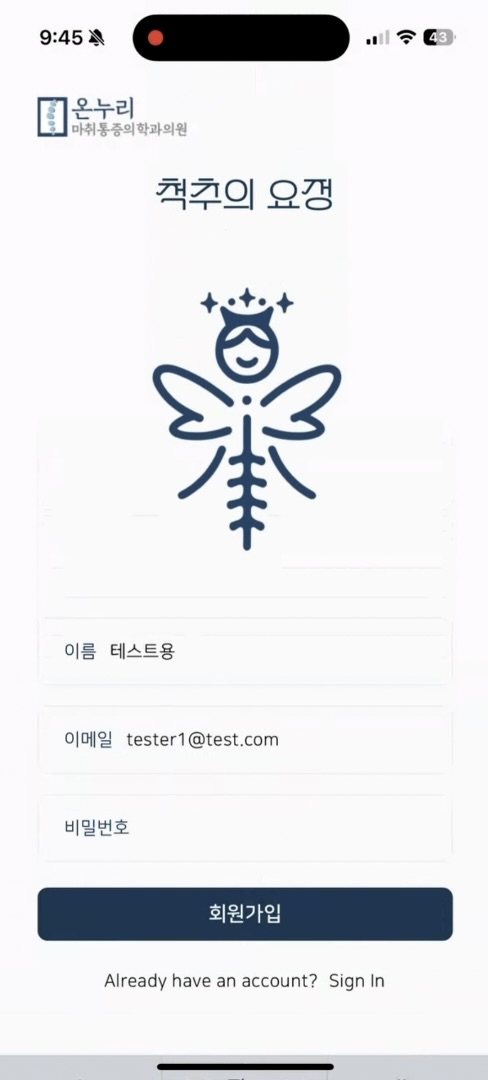 9:45
43
온누리
마취통증의학과의원
척추의 요정
이름 테스트용
이메일 tester1@test.com
비밀번호
회원가입
Already have an account? Sign In